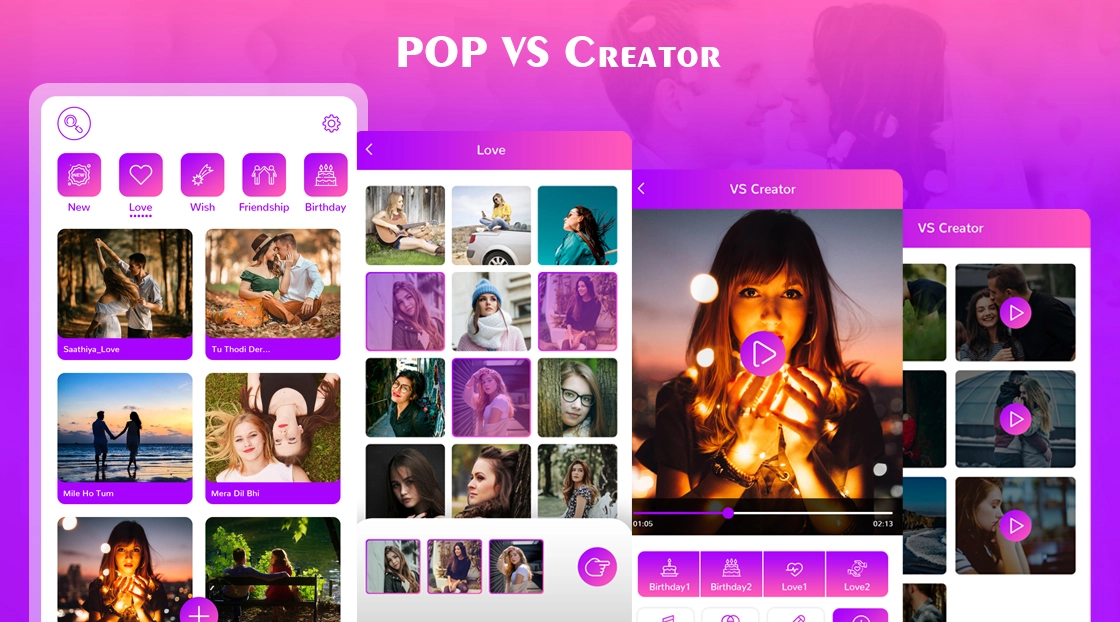 POP VS CREATOR
NEW
New
Love
Wish
Friendship
Birthday
Saathiya_Love
Tu Thodi Der...
Mile Ho Tum
Mera Dil Bhi
Love
VS Creator
01:05
02:13
Birthday1
Birthday2
Love1
Love2
VS Creator